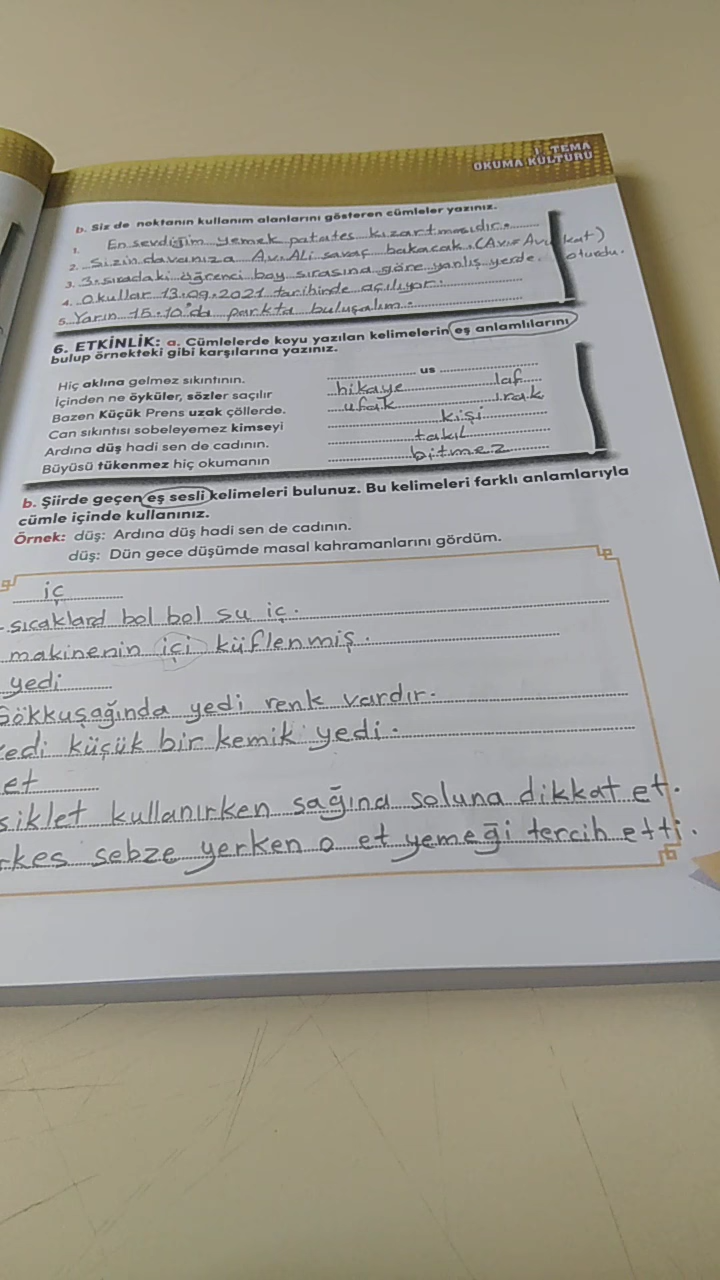 1. TEMA
OKUMA KÜLTÜRÜ
b. Siz de noktanın kullanım alanlarını gösteren cümleler yazınız.
1. En sevdiğim yemek patates kızartmasıdır.
2. Sizin davanıza Av. Ali savaş bakacak. (Av.= Avukat)
3. 3. sıradaki öğrenci boy sırasına göre yanlış yerde oturdu.
4. Okullar 13.09.2021 tarihinde açılıyor.
5. Yarın 15.10'da parkta buluşalım.
6. ETKİNLİK: a. Cümlelerde koyu yazılan kelimelerin eş anlamlılarını
bulup örnekteki gibi karşılarına yazınız.
Hiç aklına gelmez sıkıntının. us
İçinden ne öyküler, sözler saçılır hikaye laf
Bazen Küçük Prens uzak çöllerde. ufak ırak
Can sıkıntısı sobeleyemez kimseyi kişi
Ardına düş hadi sen de cadının. takıl
Büyüsü tükenmez hiç okumanın bitmez
b. Şiirde geçen eş sesli kelimeleri bulunuz. Bu kelimeleri farklı anlamlarıyla
cümle içinde kullanınız.
Örnek: düş: Ardına düş hadi sen de cadının.
düş: Dün gece düşümde masal kahramanlarını gördüm.
iç
sıcaklard bol bol su iç.
makinenin içi küflenmiş.
yedi
Gökkuşağında yedi renk vardır.
edi küçük bir kemik yedi.
et
siklet kullanırken sağına soluna dikkat et.
rkes sebze yerken o et yemeği tercih etti.